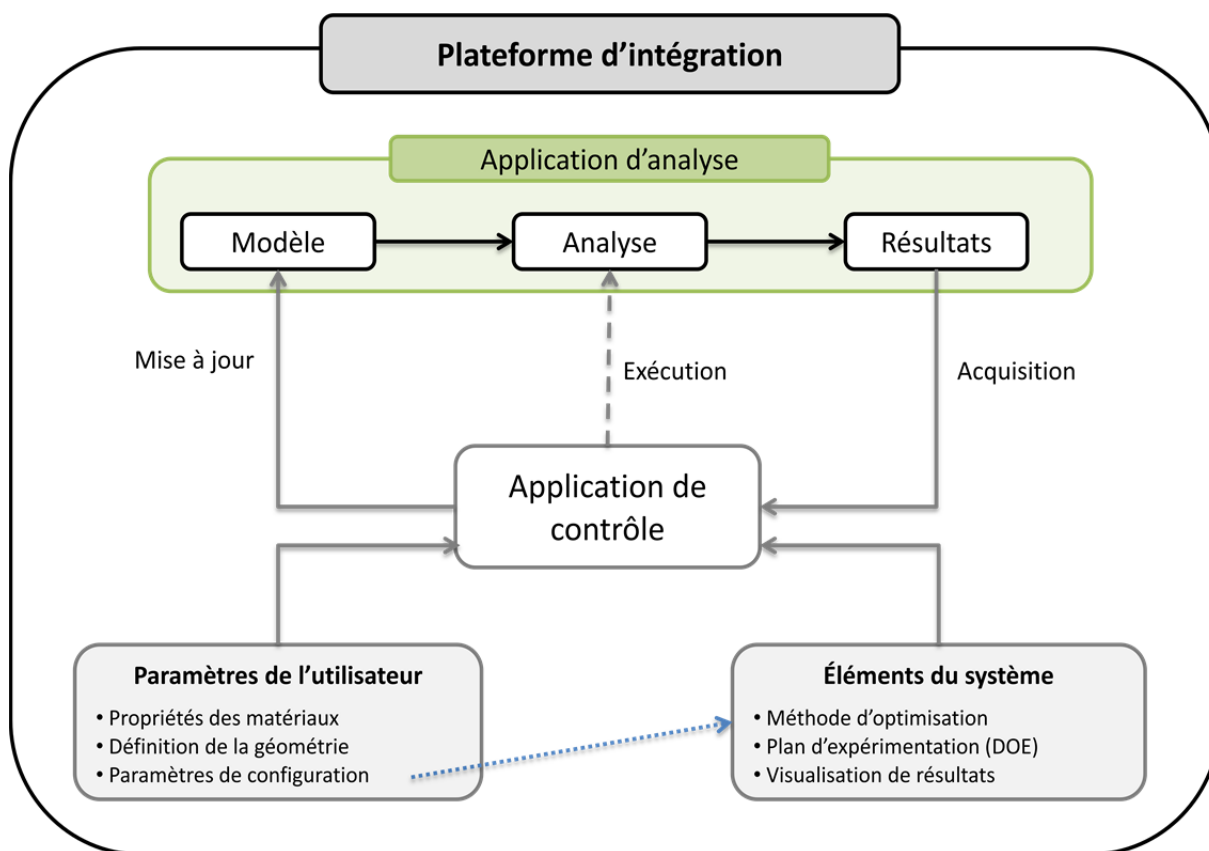 Plateforme d'intégration
Application d'analyse
Modèle
Analyse
Résultats
Mise à jour
Exécution
Acquisition
Application de
contrôle
Paramètres de l'utilisateur
• Propriétés des matériaux
• Définition de la géométrie
• Paramètres de configuration
Éléments du système
• Méthode d'optimisation
• Plan d'expérimentation (DOE)
• Visualisation de résultats